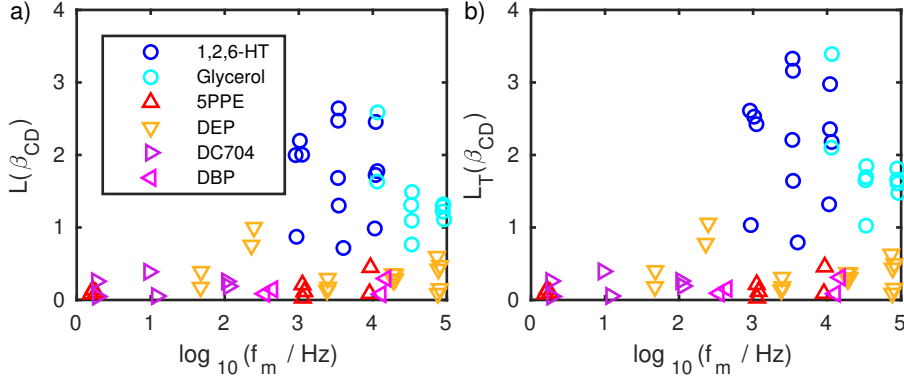 a)
L(β_CD)
4
3
2
1
0
1,2,6-HT
Glycerol
5PPE
DEP
DC704
DBP
0 1 2 3 4 5
log 10 (f_m / Hz)
b)
L_T(β_CD)
4
3
2
1
0
0 1 2 3 4 5
log 10 (f_m / Hz)